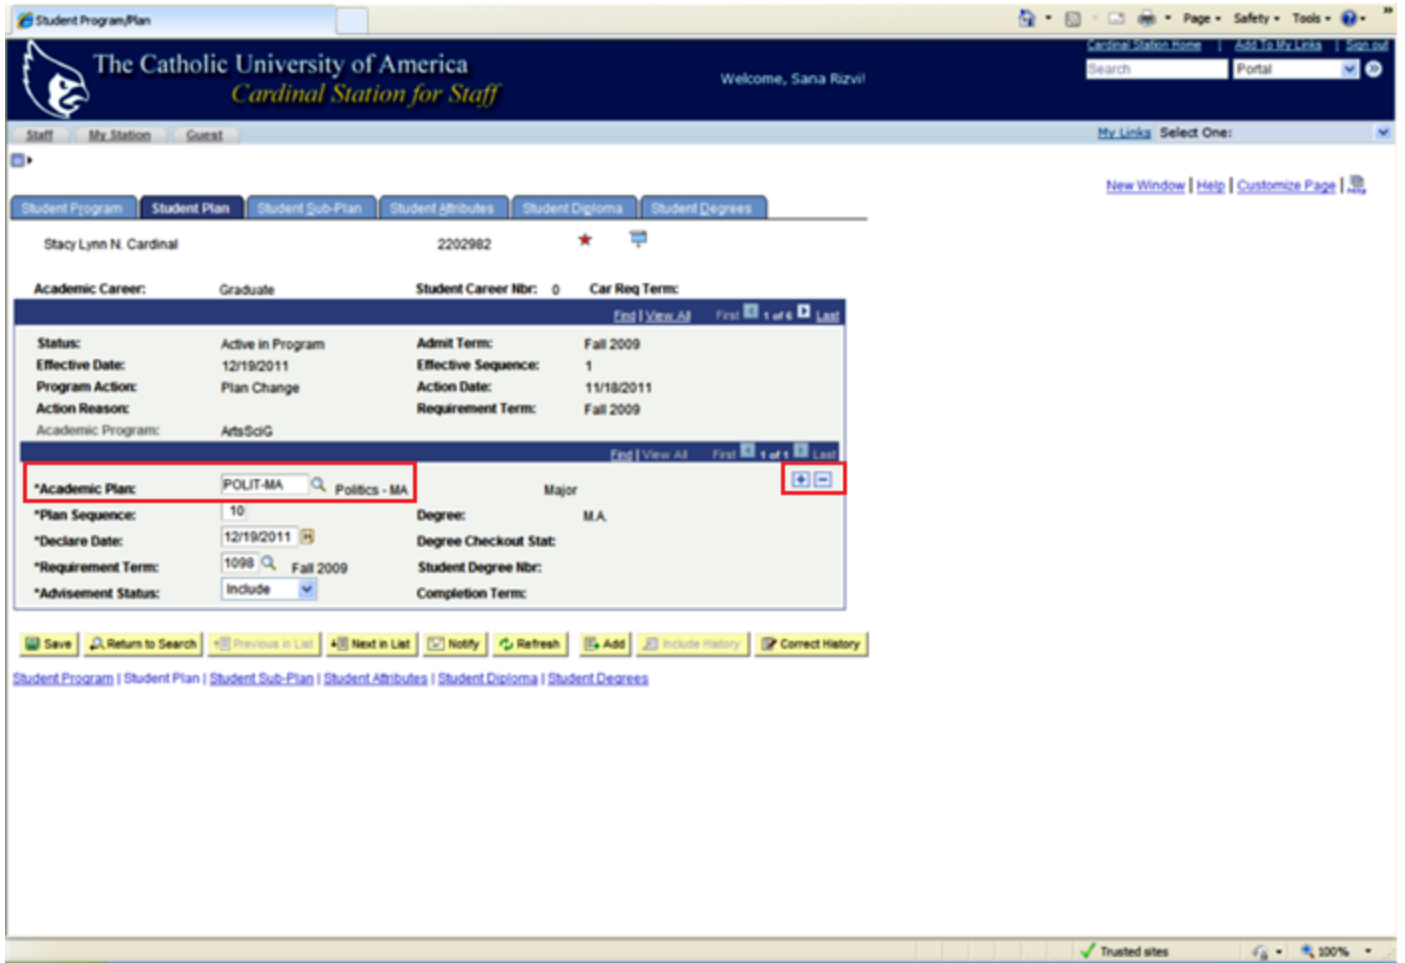 Student Program/Plan
Page Safety Tools
The Catholic University of America
Cardinal Station for Staff
Welcome, Sana Rizvi!
Cardinal Station Home | Add To My Links | Sign out
Search Portal
Staff My Station Guest
My Links Select One:
New Window | Help | Customize Page |
Student Program Student Plan Student Sub-Plan Student Attributes Student Diploma Student Degrees
Stacy Lynn N. Cardinal 2202982
Academic Career: Graduate Student Career Nbr: 0 Car Req Term:
Find | View All First 1 of 6 Last
Status: Active in Program Admit Term: Fall 2009
Effective Date: 12/19/2011 Effective Sequence: 1
Program Action: Plan Change Action Date: 11/18/2011
Action Reason: Requirement Term: Fall 2009
Academic Program: ArtsSciG
Find | View All First 1 of 1 Last
*Academic Plan: POLIT-MA Politics - MA Major
*Plan Sequence: 10 Degree: M.A.
*Declare Date: 12/19/2011 Degree Checkout Stat:
*Requirement Term: 1098 Fall 2009 Student Degree Nbr:
*Advisement Status: Include Completion Term:
Save Return to Search Previous in List Next in List Notify Refresh Add Include History Correct History
Student Program | Student Plan | Student Sub-Plan | Student Attributes | Student Diploma | Student Degrees
Trusted sites 100%